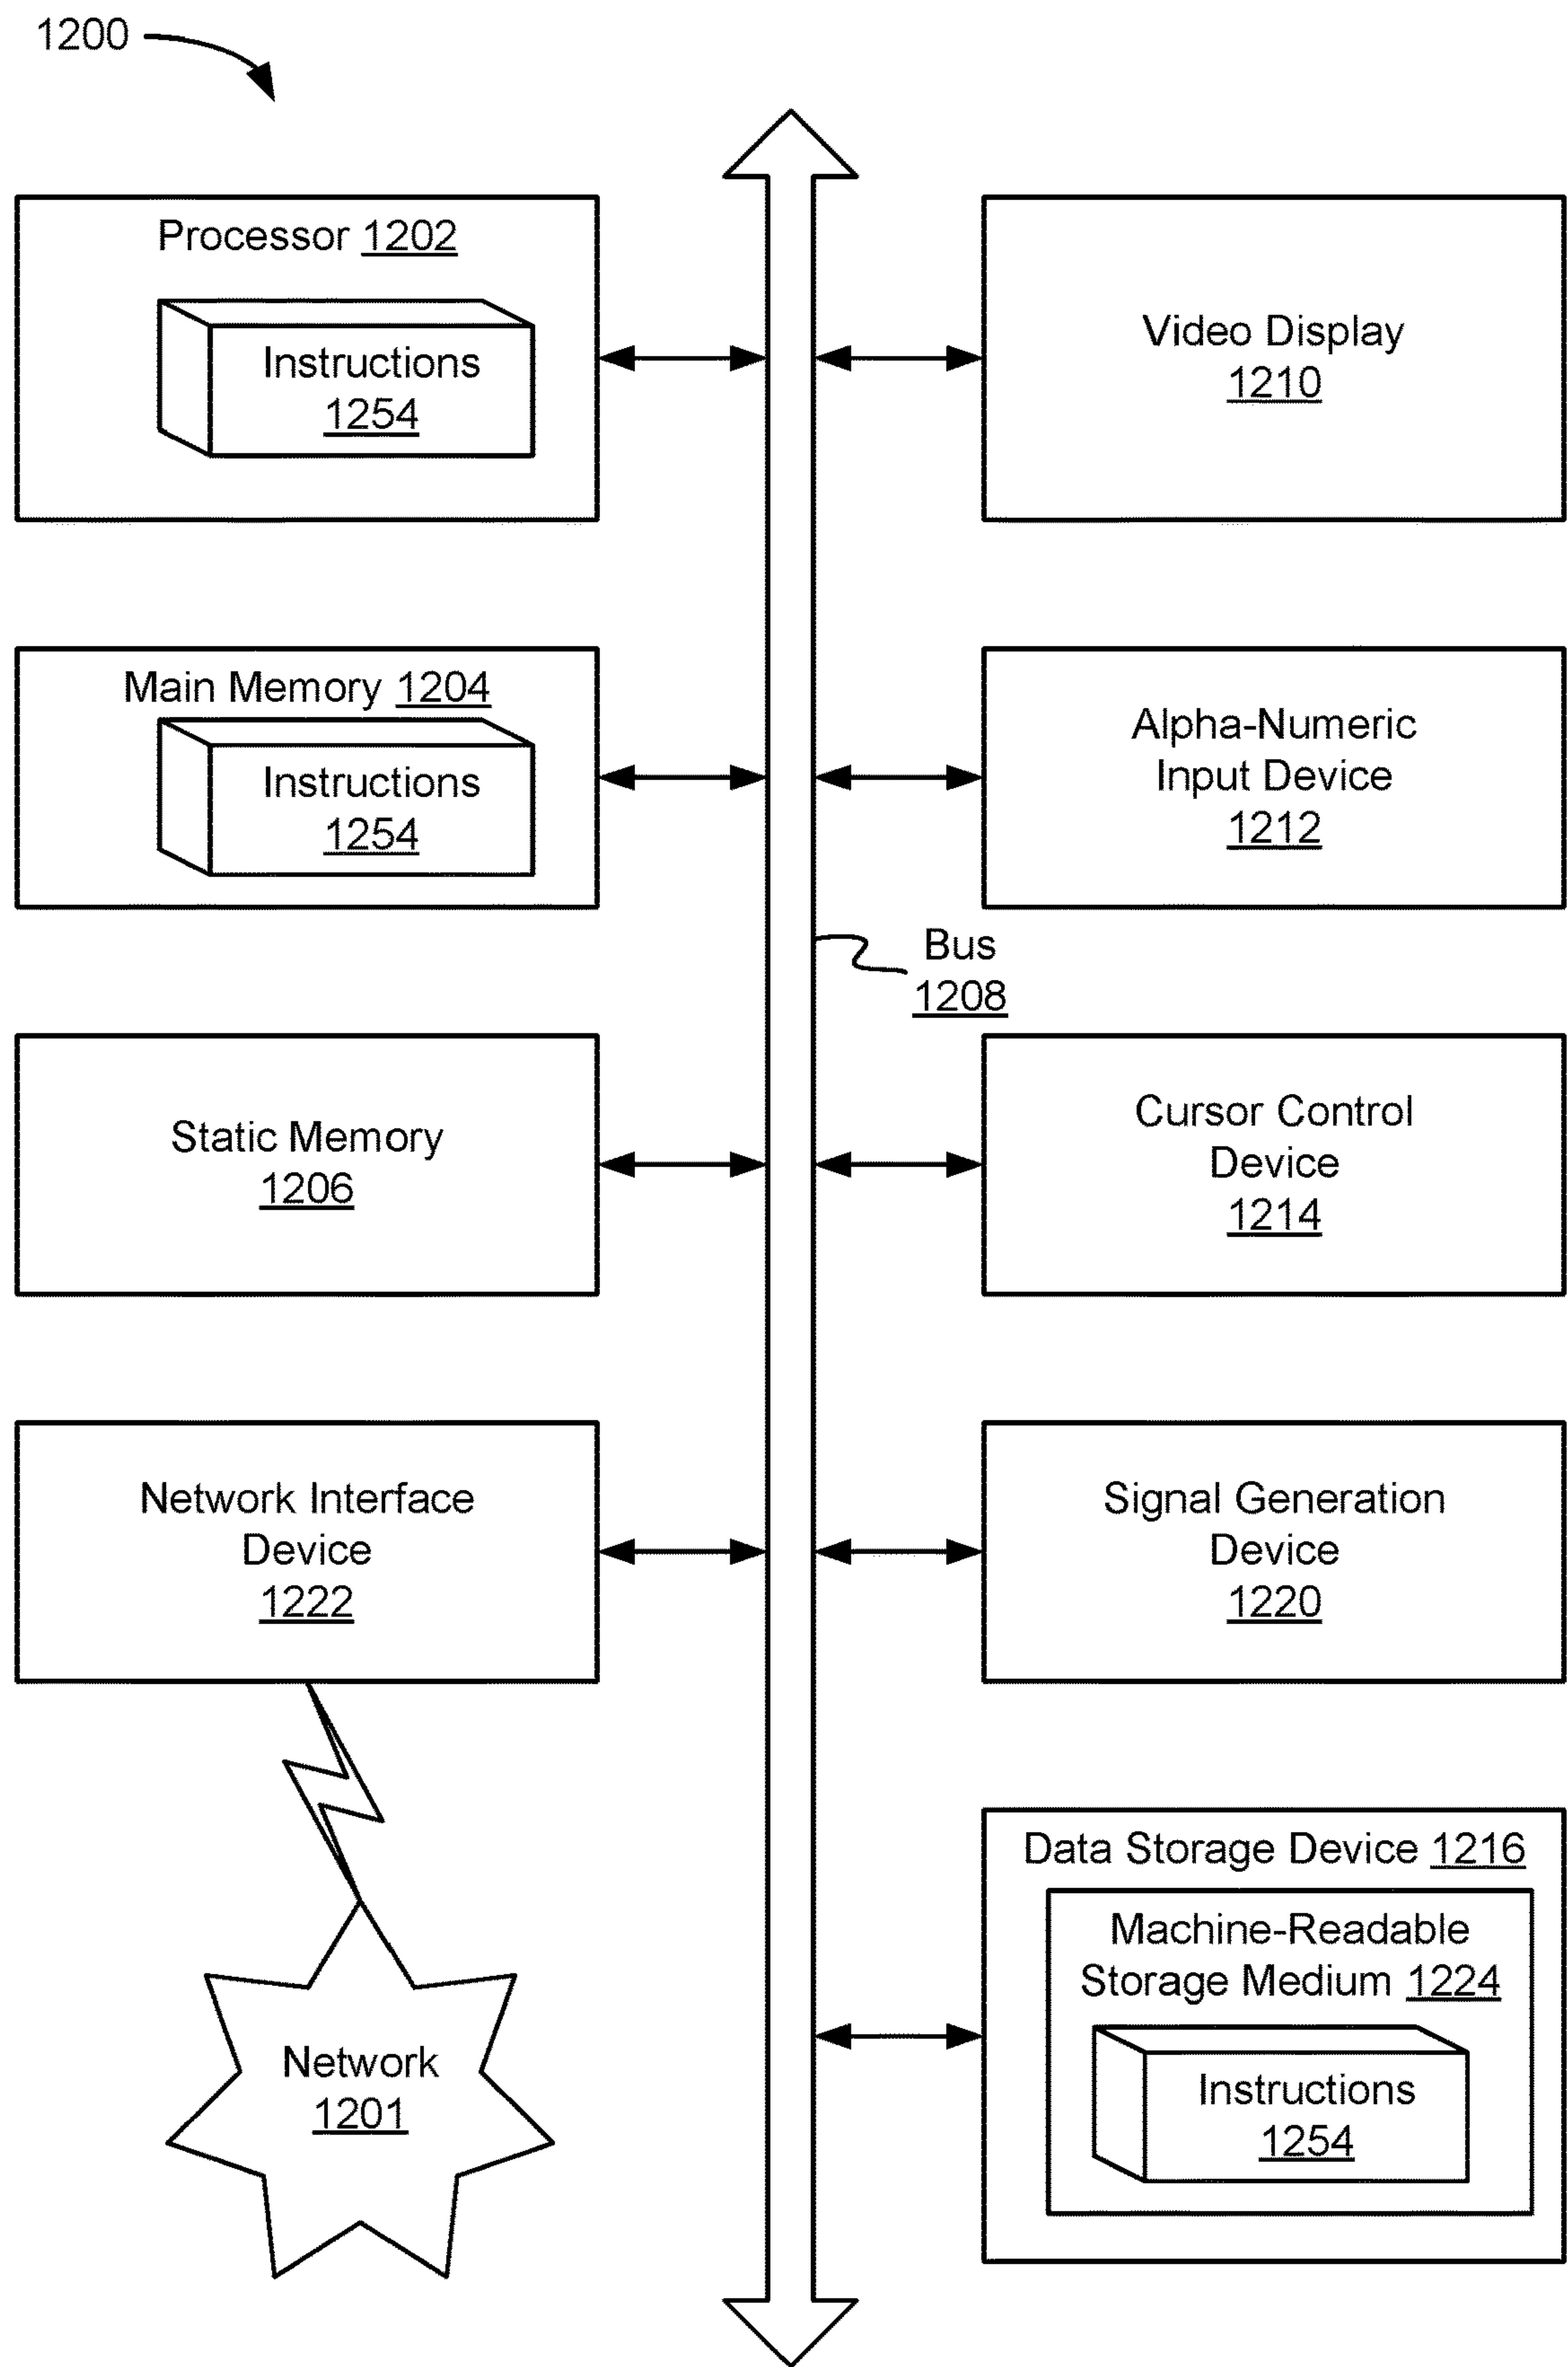 1200
Processor 1202
Instructions
1254
Video Display
1210
Main Memory 1204
Instructions
1254
Alpha-Numeric
Input Device
1212
Bus
1208
Static Memory
1206
Cursor Control
Device
1214
Network Interface
Device
1222
Signal Generation
Device
1220
Data Storage Device 1216
Machine-Readable
Storage Medium 1224
Instructions
1254
Network
1201